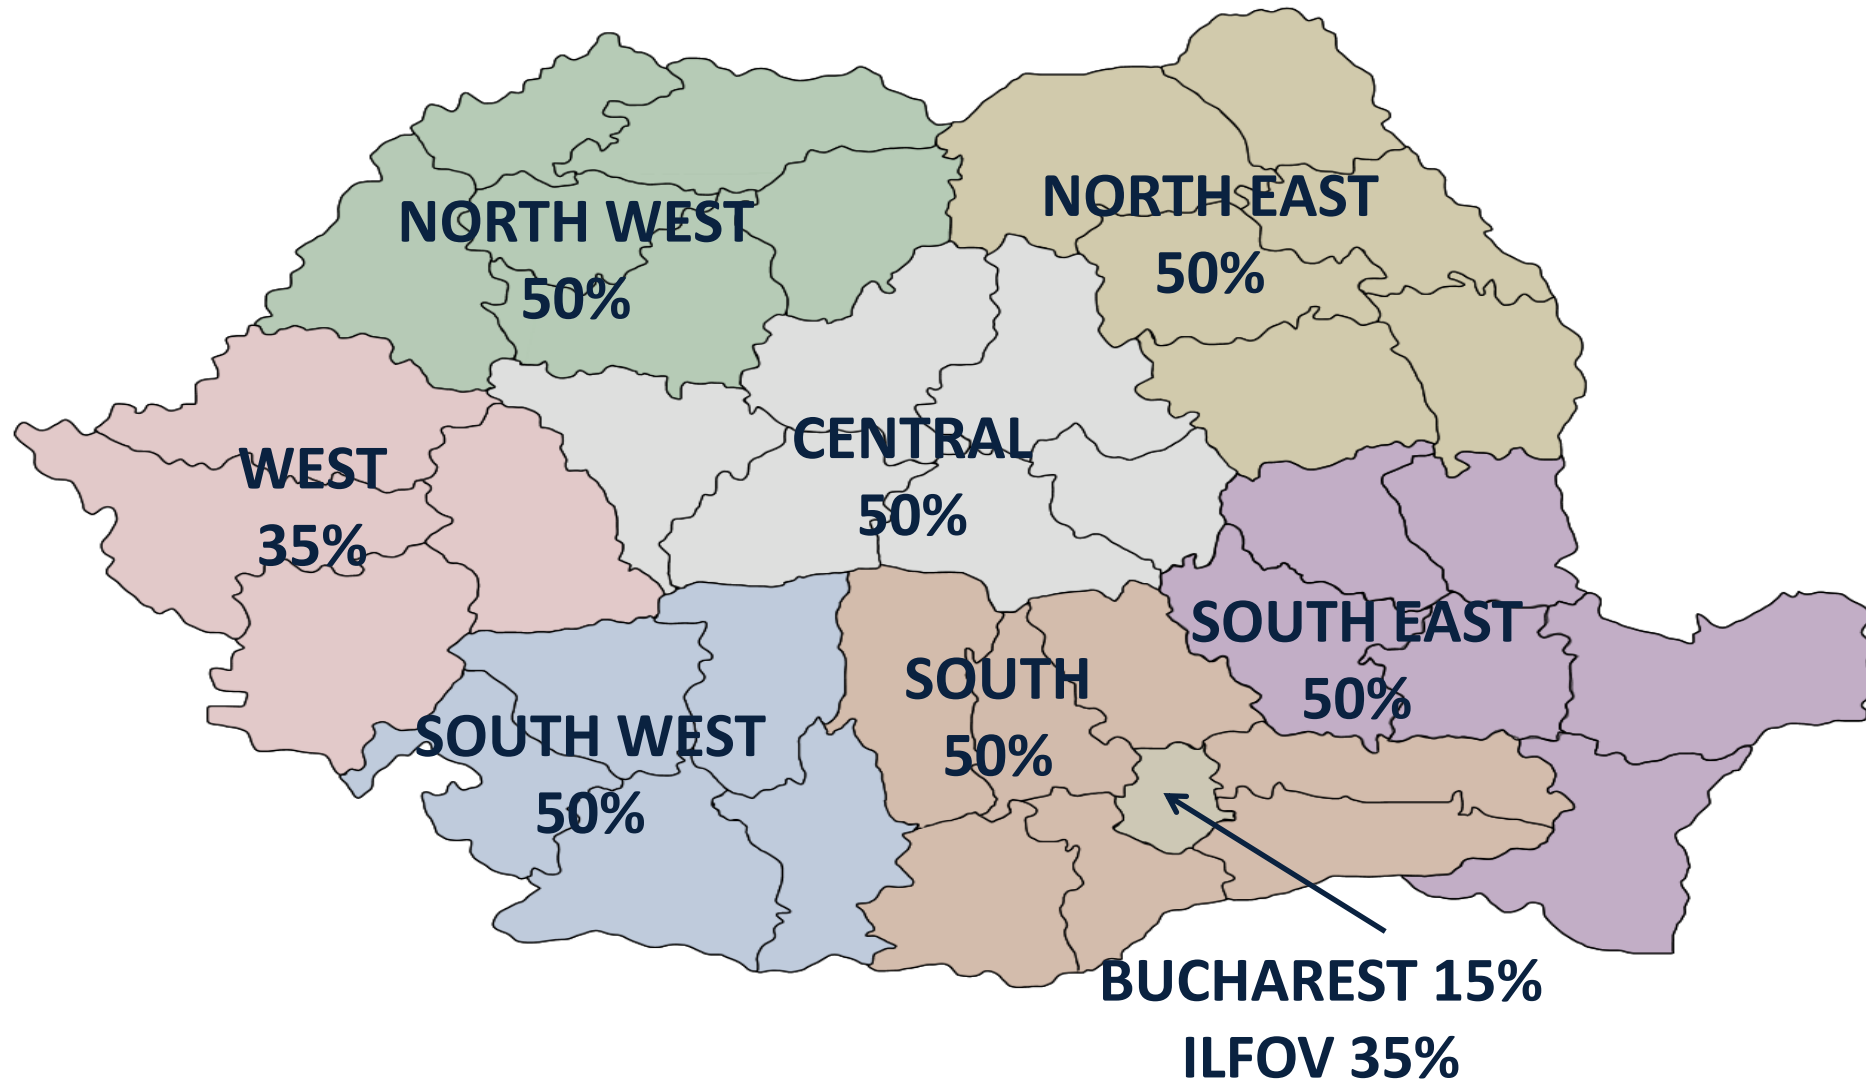 NORTH WEST
50%
NORTH EAST
50%
WEST
35%
CENTRAL
50%
SOUTH EAST
50%
SOUTH
50%
SOUTH WEST
50%
BUCHAREST 15%
ILFOV 35%